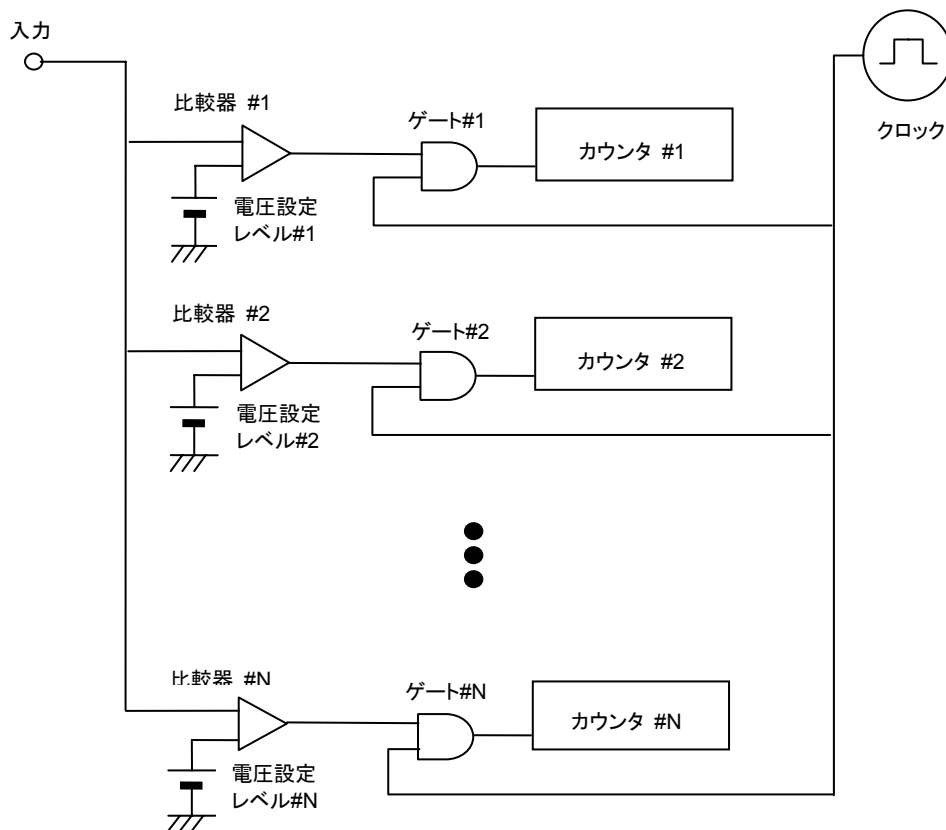 入力
クロック
比較器 #1
ゲート#1
カウンタ #1
電圧設定
レベル#1
比較器 #2
ゲート#2
カウンタ #2
電圧設定
レベル#2
比較器 #N
ゲート#N
カウンタ #N
電圧設定
レベル#N